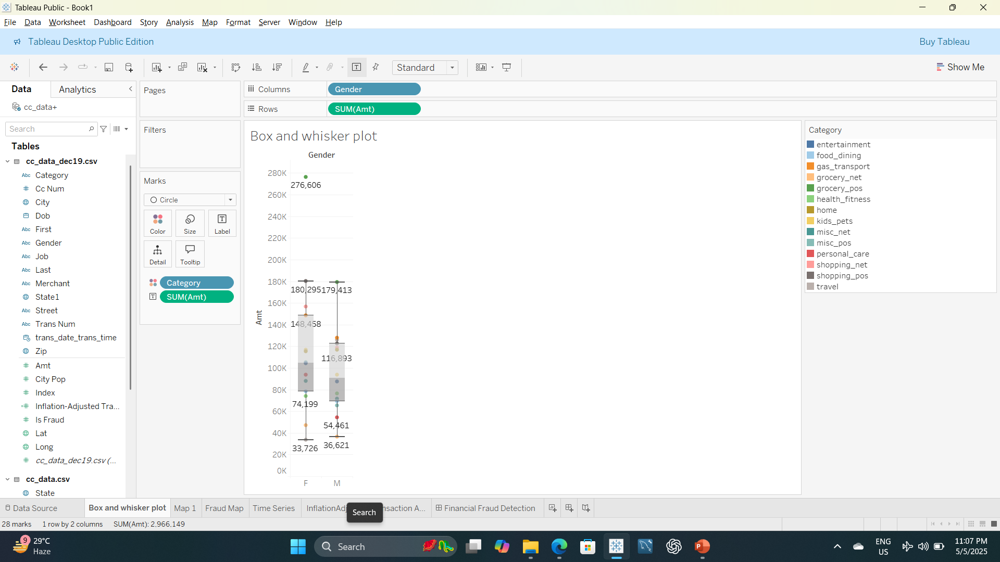 Tableau Public - Book1
File Data Worksheet Dashboard Story Analysis Map Format Server Window Help
Tableau Desktop Public Edition
Buy Tableau
Standard
Show Me
Data
Analytics
cc_data+
Search
Tables
cc_data_dec19.csv
Abc Category
Cc Num
City
Dob
Abc First
Abc Gender
Abc Job
Abc Last
Abc Merchant
State1
Abc Street
Abc Trans Num
trans_date_trans_time
Zip
Amt
City Pop
Index
Inflation-Adjusted Tra...
Is Fraud
Lat
Long
cc_data_dec19.csv (...
cc_data.csv
State
Pages
Filters
Marks
Circle
Color
Size
Label
Detail
Tooltip
Category
SUM(Amt)
Columns
Gender
Rows
SUM(Amt)
Box and whisker plot
Gender
Amt
280K
260K
240K
220K
200K
180K
160K
140K
120K
100K
80K
60K
40K
20K
0K
276,606
180,295
179,413
148,458
116,893
74,199
54,461
33,726
36,621
F
M
Category
entertainment
food_dining
gas_transport
grocery_net
grocery_pos
health_fitness
home
kids_pets
misc_net
misc_pos
personal_care
shopping_net
shopping_pos
travel
Data Source
Box and whisker plot
Map 1
Fraud Map
Time Series
InflationAdj
nsaction A...
Financial Fraud Detection
Search
28 marks
1 row by 2 columns
SUM(Amt): 2,966,149
9
29°C
Haze
Search
ENG
US
11:07 PM
5/5/2025